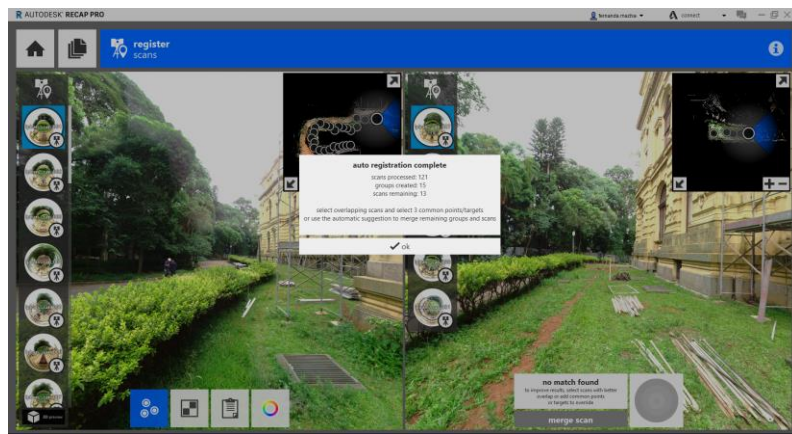 R AUTODESK RECAP PRO
connect
register
scans
auto registration complete
scans processed: 121
groups created: 15
scans remaining: 13
select overlapping scans and select 3 common points/targets
or use the automatic suggestion to merge remaining groups and scans
ok
no match found
to improve results, select scans with better
overlap or add common points
or targets to override
merge scan